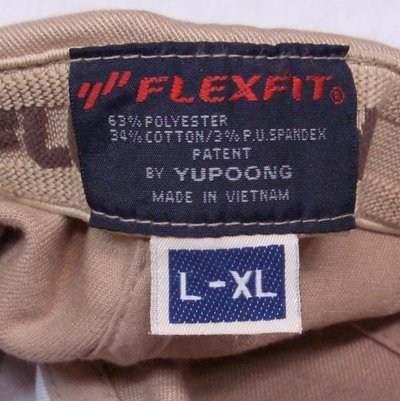 FLEXFIT®
63% POLYESTER
34% COTTON/3% P.U.SPANDEX
PATENT
BY YUPOONG
MADE IN VIETNAM
L-XL